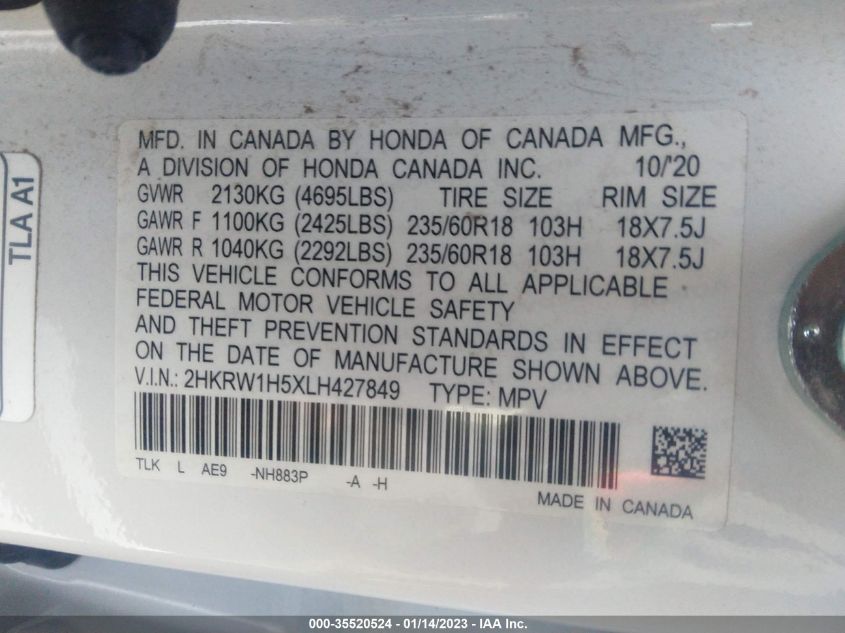 TLA A1
MFD. IN CANADA BY HONDA OF CANADA MFG.,
A DIVISION OF HONDA CANADA INC. 10/'20
GVWR 2130KG (4695LBS) TIRE SIZE RIM SIZE
GAWR F 1100KG (2425LBS) 235/60R18 103H 18X7.5J
GAWR R 1040KG (2292LBS) 235/60R18 103H 18X7.5J
THIS VEHICLE CONFORMS TO ALL APPLICABLE
FEDERAL MOTOR VEHICLE SAFETY
AND THEFT PREVENTION STANDARDS IN EFFECT
ON THE DATE OF MANUFACTURE SHOWN ABOVE.
V.I.N.: 2HKRW1H5XLH427849 TYPE: MPV
TLK L AE9 -NH883P -A -H
MADE IN CANADA
000-35520524 - 01/14/2023 - IAA Inc.